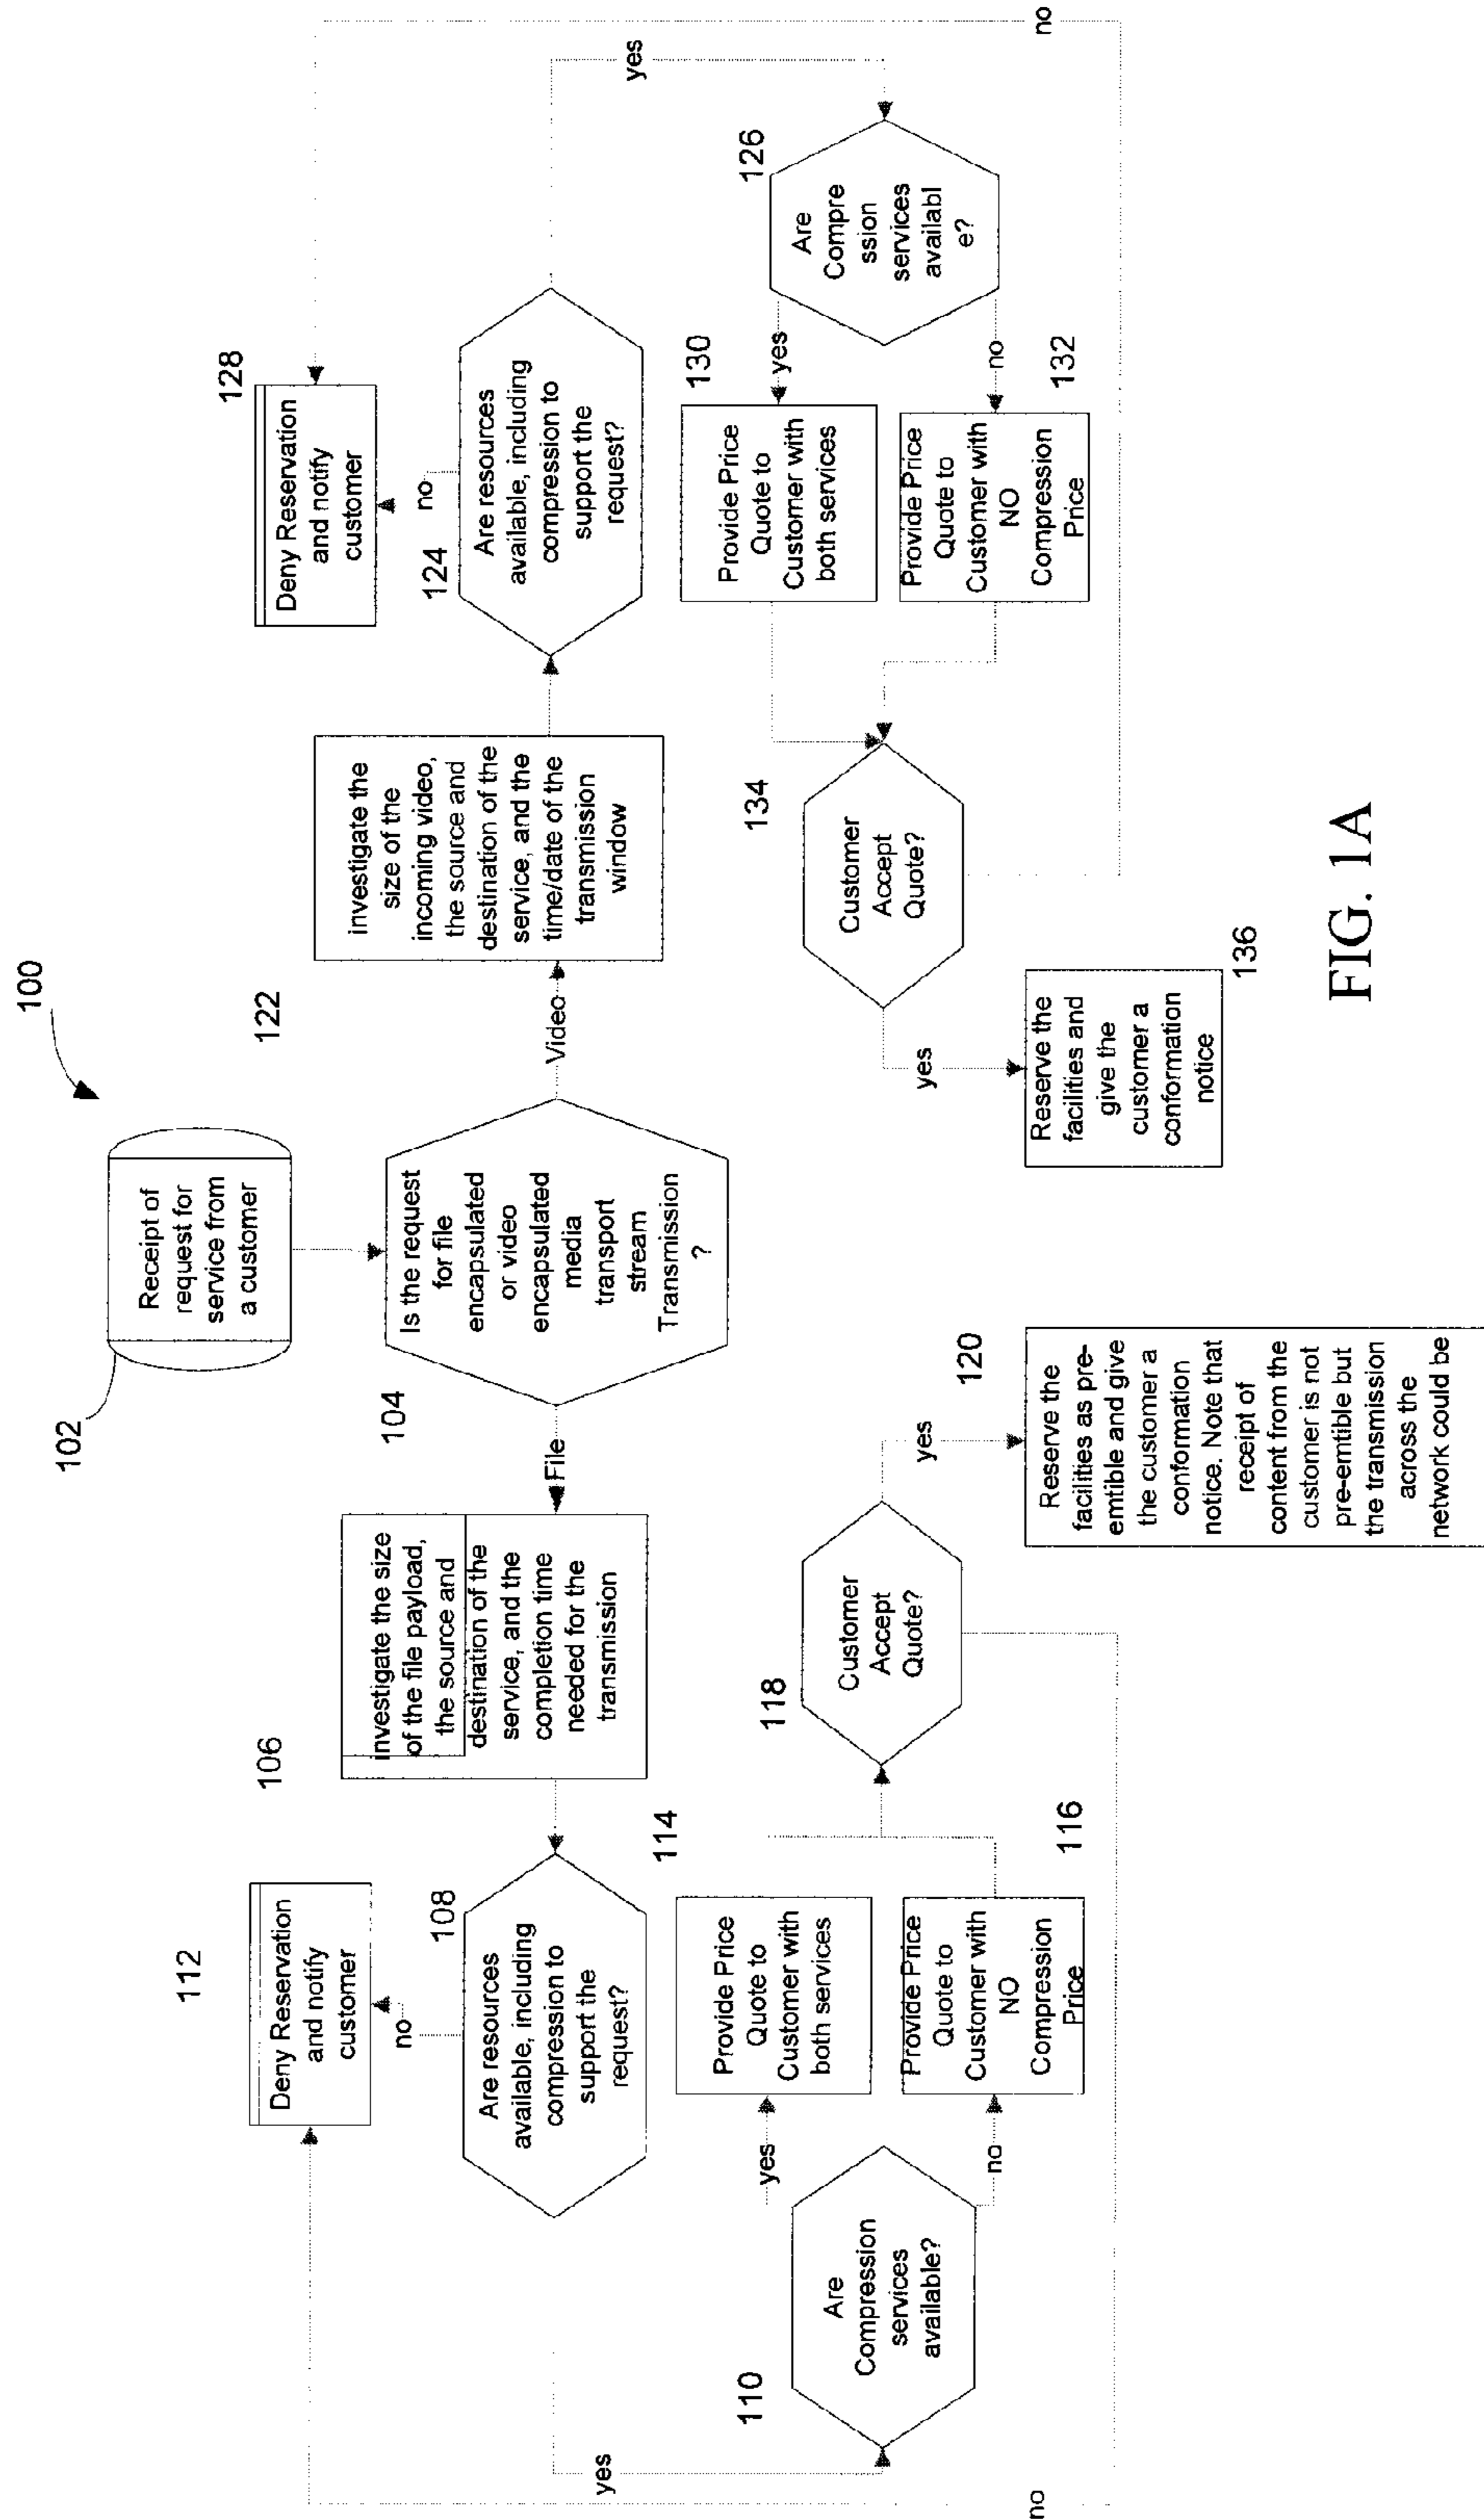 100
102
Receipt of
request for
service from
a customer
104
Is the request
for file
encapsulated
or video
encapsulated
media
transport
stream
Transmission
?
File
Video
106
investigate the size
of the file payload,
the source and
destination of the
service, and the
completion time
needed for the
transmission
108
Are resources
available, including
compression to
support the
request?
no
112
Deny Reservation
and notify
customer
yes
110
Are
Compression
services
available?
yes
114
Provide Price
Quote to
Customer with
both services
no
116
Provide Price
Quote to
Customer with
NO
Compression
Price
118
Customer
Accept
Quote?
no
yes
120
Reserve the
facilities as pre-
emtible and give
the customer a
conformation
notice. Note that
receipt of
content from the
customer is not
pre-emtible but
the transmission
across the
network could be
122
investigate the
size of the
incoming video,
the source and
destination of the
service, and the
time/date of the
transmission
window
124
Are resources
available, including
compression to
support the
request?
no
128
Deny Reservation
and notify
customer
yes
126
Are
Compre
ssion
services
availabl
e?
yes
130
Provide Price
Quote to
Customer with
both services
no
132
Provide Price
Quote to
Customer with
NO
Compression
Price
134
Customer
Accept
Quote?
no
yes
136
Reserve the
facilities and
give the
customer a
conformation
notice
FIG. 1A